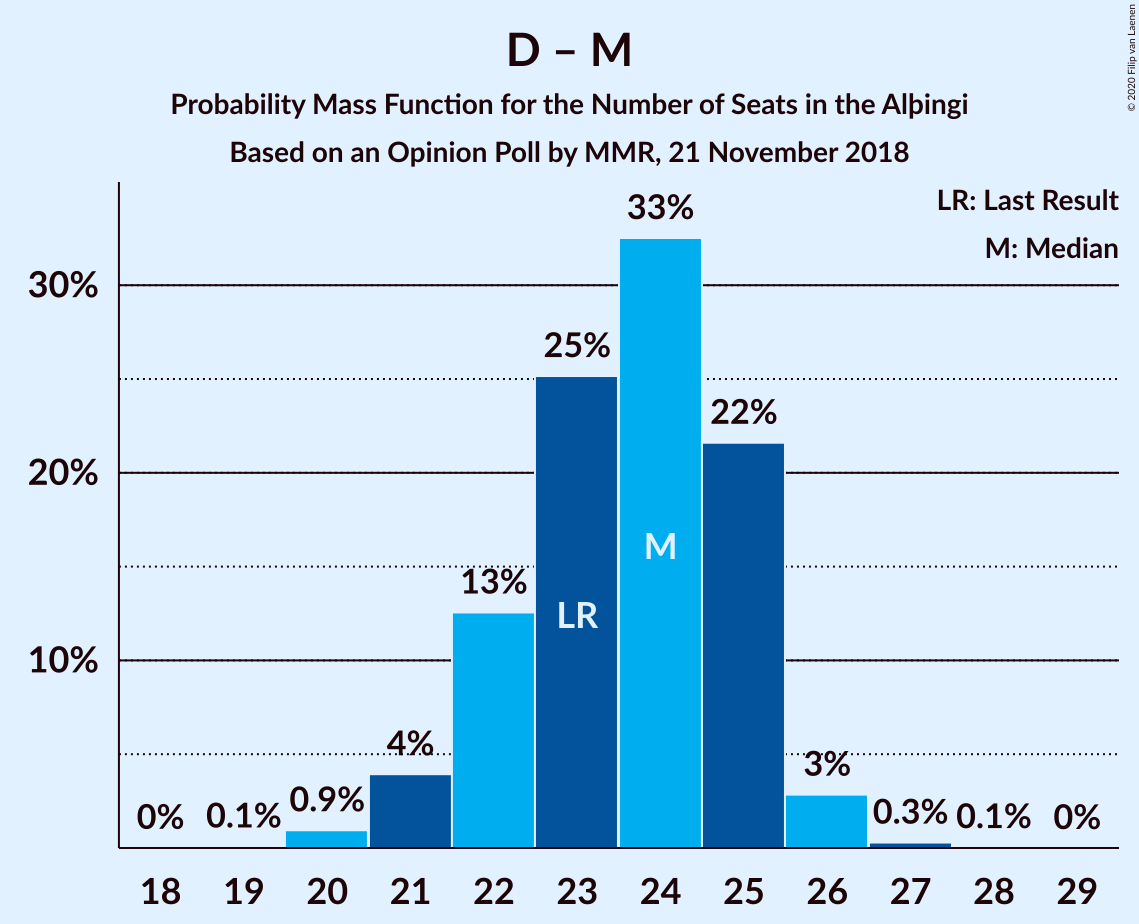 D – M
Probability Mass Function for the Number of Seats in the Alþingi
Based on an Opinion Poll by MMR, 21 November 2018
© 2020 Filip van Laenen
LR: Last Result
M: Median
33%
30%
25%
22%
20%
M
13%
LR
10%
4%
3%
0%
0.1%
0.9%
0.3%
0.1%
0%
18 19 20 21 22 23 24 25 26 27 28 29